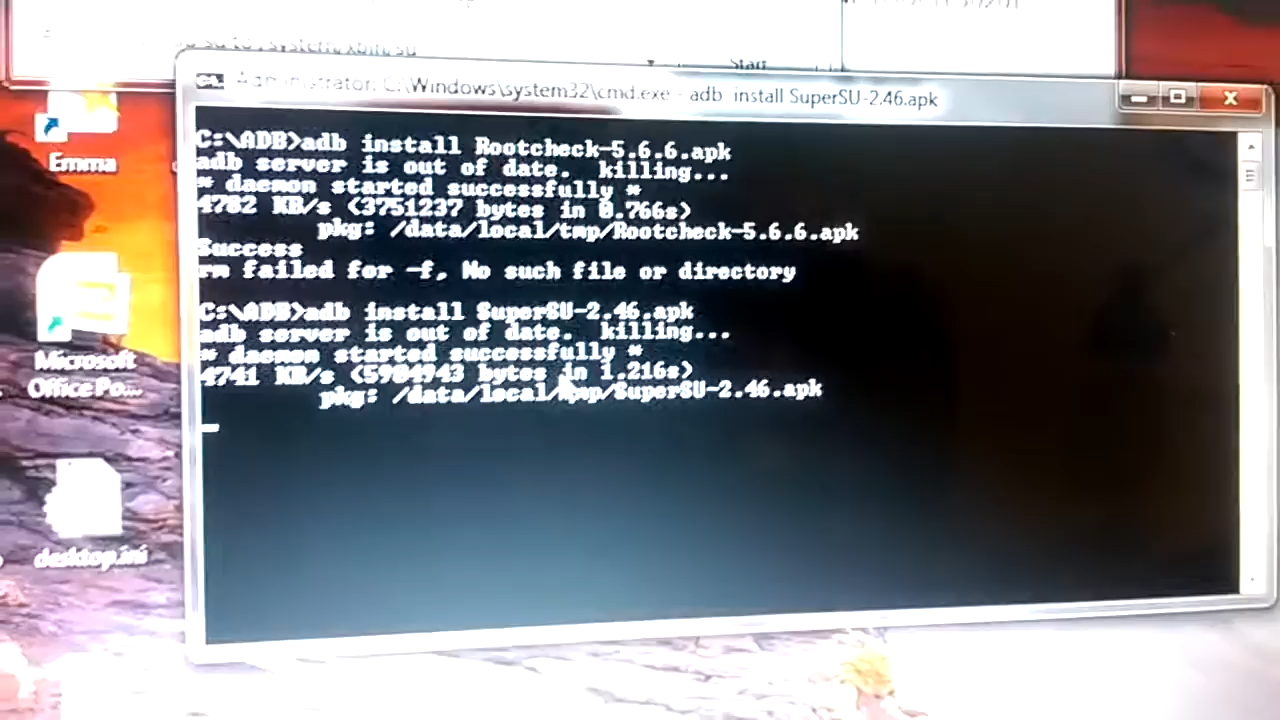 /system/xbin/su
Start
Administrator: C:\Windows\system32\cmd.exe - adb install SuperSU-2.46.apk
C:\ADB>adb install Rootcheck-5.6.6.apk
adb server is out of date. killing...
* daemon started successfully *
4782 KB/s (3751237 bytes in 0.766s)
pkg: /data/local/tmp/Rootcheck-5.6.6.apk
Success
rm failed for -f, No such file or directory
C:\ADB>adb install SuperSU-2.46.apk
adb server is out of date. killing...
* daemon started successfully *
4741 KB/s (5904943 bytes in 1.216s)
pkg: /data/local/tmp/SuperSU-2.46.apk
Emma
Microsoft
Office Po...
desktop.ini